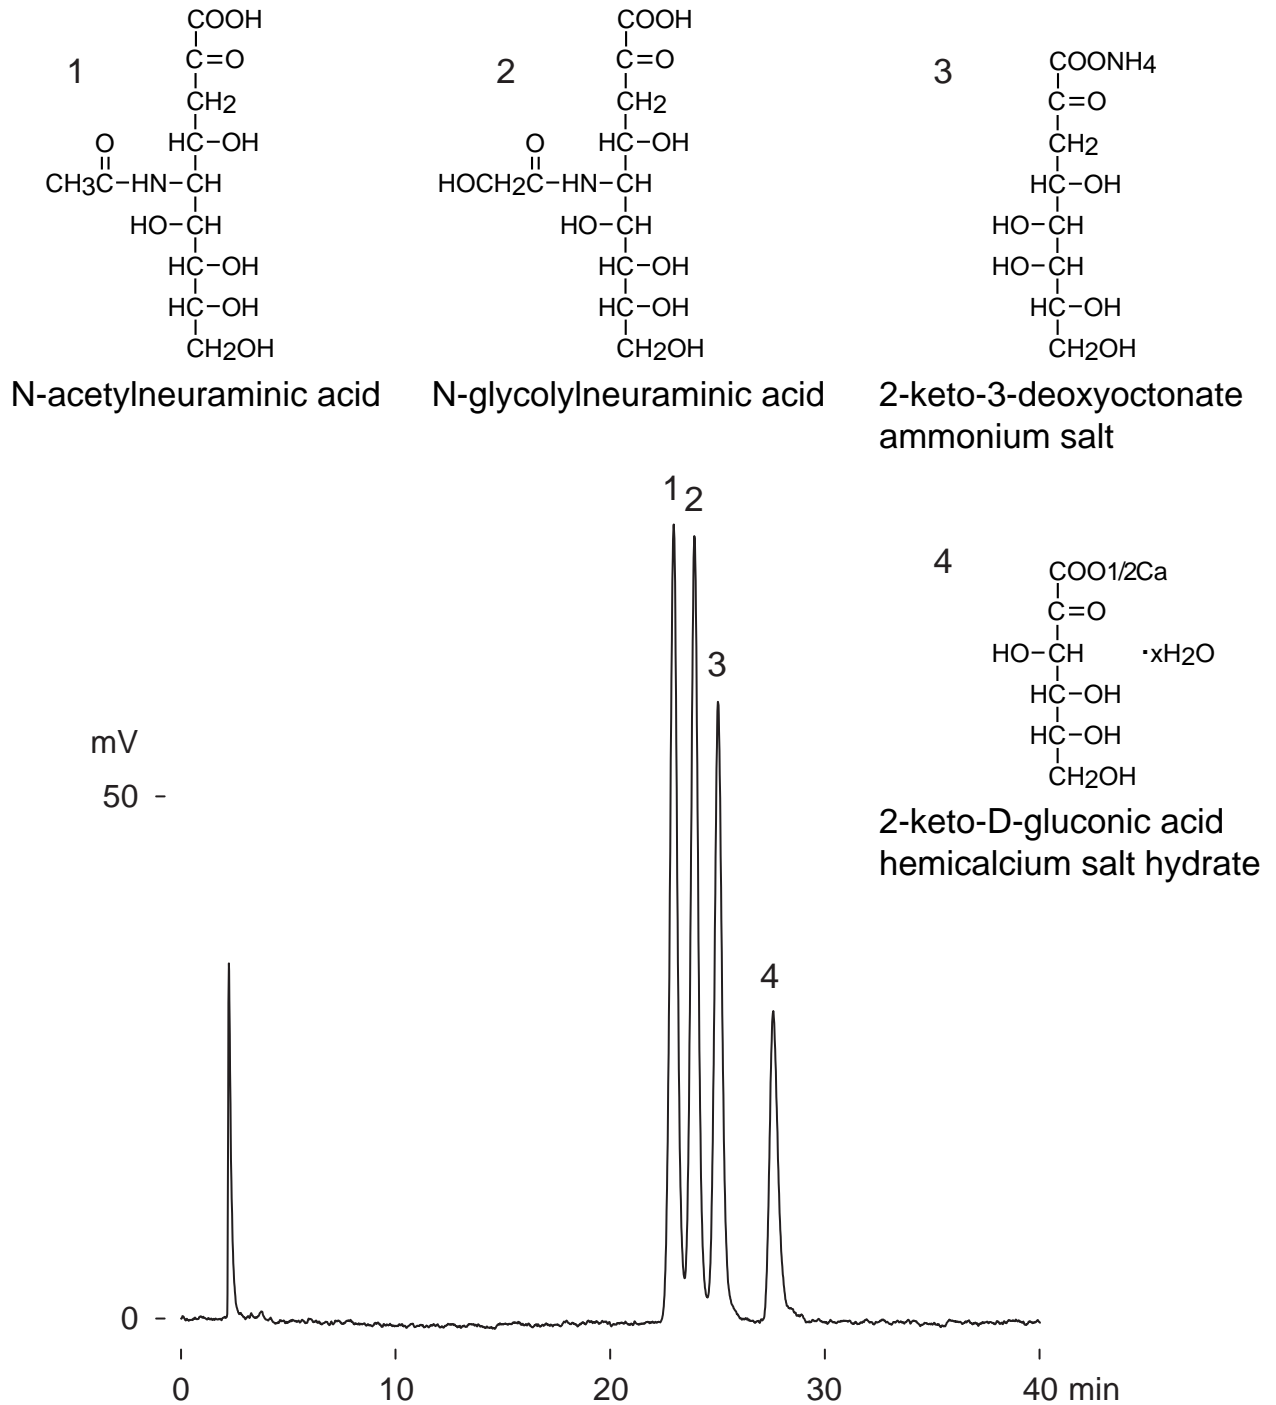 1
COOH
C=O
CH2
HC-OH
O
CH3C-HN-CH
HO-CH
HC-OH
HC-OH
CH2OH
N-acetylneuraminic acid
2
COOH
C=O
CH2
HC-OH
O
HOCH2C-HN-CH
HO-CH
HC-OH
HC-OH
CH2OH
N-glycolylneuraminic acid
3
COONH4
C=O
CH2
HC-OH
HO-CH
HO-CH
HC-OH
CH2OH
2-keto-3-deoxyoctonate
ammonium salt
4
COO1/2Ca
C=O
HO-CH ·xH2O
HC-OH
HC-OH
CH2OH
2-keto-D-gluconic acid
hemicalcium salt hydrate
1 2
3
4
mV
50
0
0 10 20 30 40 min